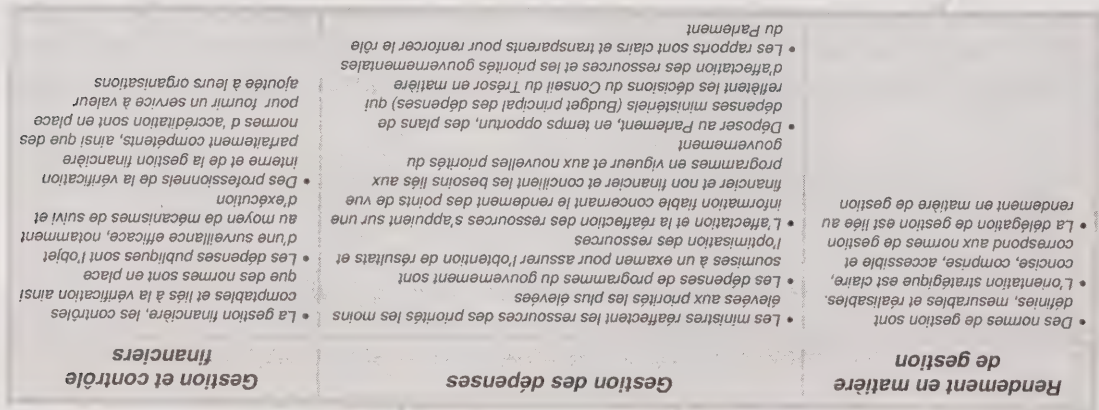 Rendement en matière
de gestion
• Des normes de gestion sont
définies, mesurables et réalisables.
• L'orientation stratégique est claire,
concise, comprise, accessible et
correspond aux normes de gestion
• La délégation de gestion est liée au
rendement en matière de gestion
Gestion des dépenses
• Les ministres réaffectent les ressources des priorités les moins
élevées aux priorités les plus élevées
• Les dépenses de programmes du gouvernement sont
soumises à un examen pour assurer l'obtention de résultats et
l'optimisation des ressources
• L'affectation et la réaffection des ressources s'appuient sur une
information fiable concernant le rendement des points de vue
financier et non financier et concilient les besoins liés aux
programmes en vigueur et aux nouvelles priorités du
gouvernement
• Déposer au Parlement, en temps opportun, des plans de
dépenses ministériels (Budget principal des dépenses) qui
reflètent les décisions du Conseil du Trésor en matière
d'affectation des ressources et les priorités gouvernementales
• Les rapports sont clairs et transparents pour renforcer le rôle
du Parlement
Gestion et contrôle
financiers
• La gestion financière, les contrôles
comptables et liés à la vérification ainsi
que des normes sont en place
• Les dépenses publiques sont l'objet
d'une surveillance efficace, notamment
au moyen de mécanismes de suivi et
d'exécution
• Des professionnels de la vérification
interne et de la gestion financière
parfaitement compétents, ainsi que des
normes d'accréditation sont en place
pour fournir un service à valeur
ajoutée à leurs organisations